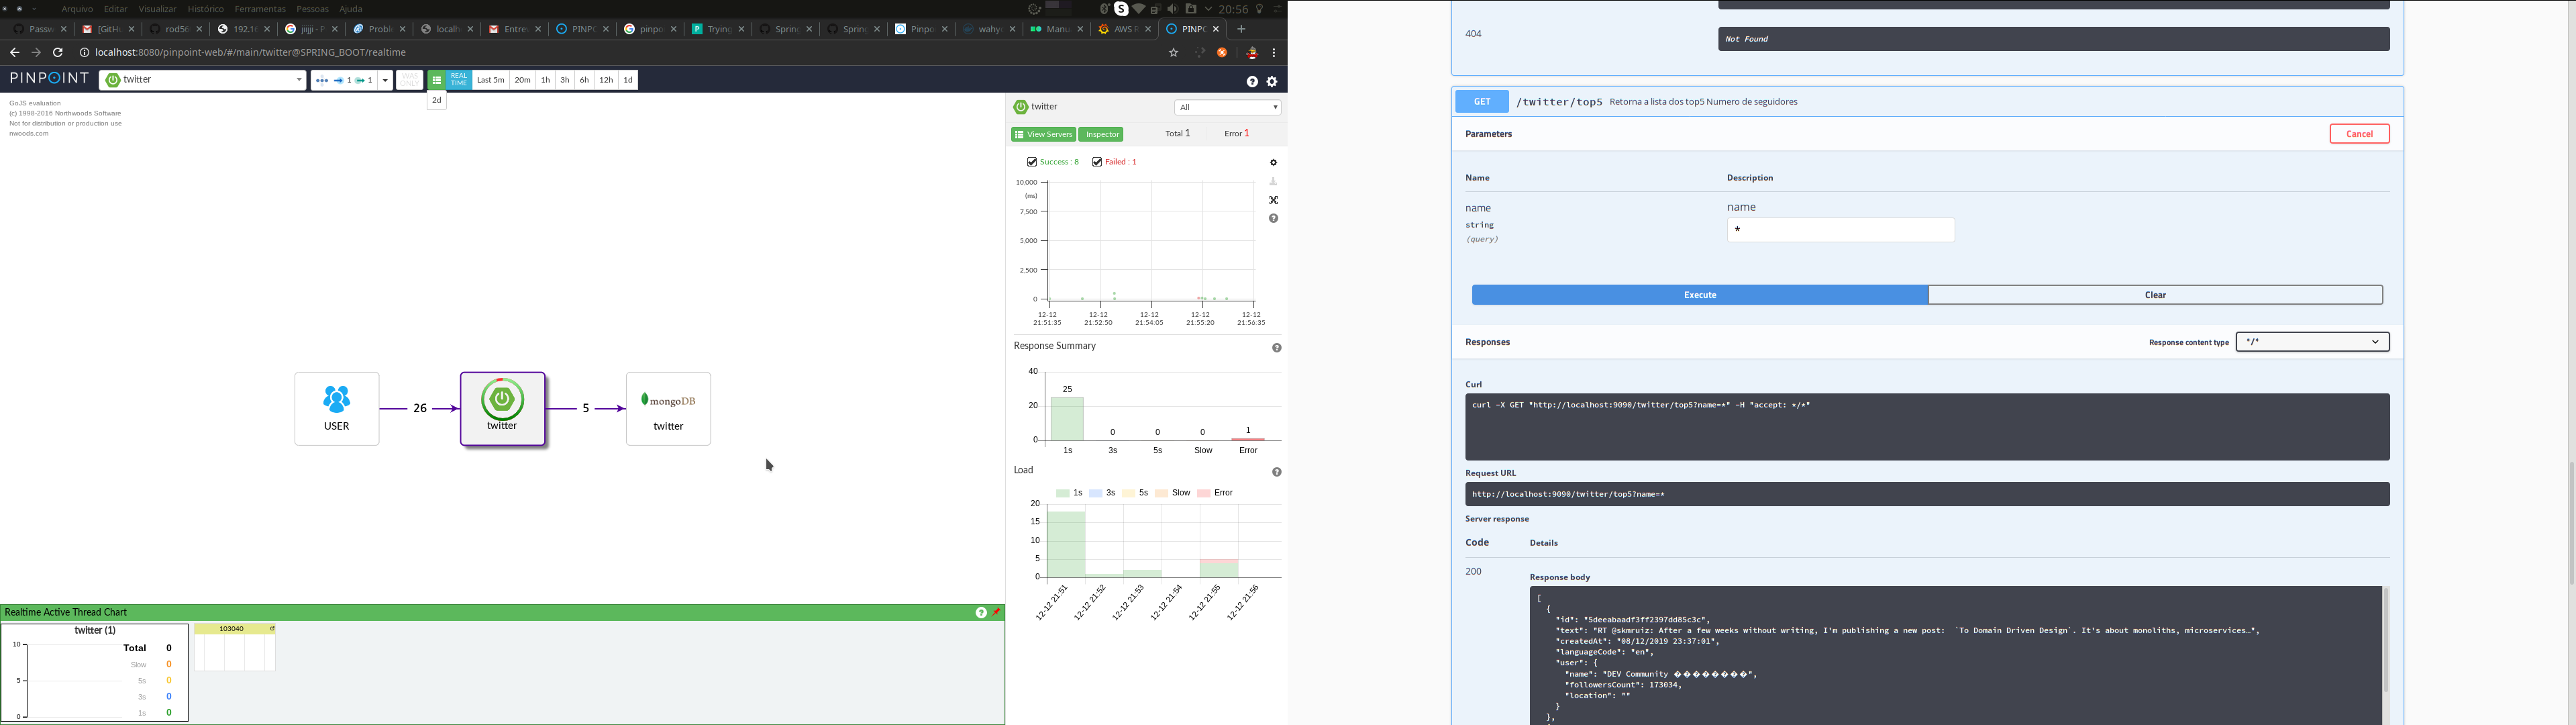 Arquivo Editar Visualizar Histórico Ferramentas Pessoas Ajuda
S 20:56
Passw [GitHu rod56 192.16 jijjji - F Proble localh Entrev PINPO pinpo Trying Spring Spring Pinpo wahyc Manu AWS R PINPO
localhost:8080/pinpoint-web/#/main/twitter@SPRING_BOOT/realtime
PINPOINT twitter 1 1 WAS ONLY REAL TIME Last 5m 20m 1h 3h 6h 12h 1d
2d
GoJS evaluation
(c) 1998-2016 Northwoods Software
Not for distribution or production use
nwoods.com
USER
26
twitter
5
mongoDB
twitter
twitter All
View Servers Inspector Total 1 Error 1
Success : 8 Failed : 1
10,000
(ms)
7,500
5,000
2,500
0
12-12 12-12 12-12 12-12 12-12
21:51:35 21:52:50 21:54:05 21:55:20 21:56:35
Response Summary
40
25
20
0 0 0 1
0
1s 3s 5s Slow Error
Load
1s 3s 5s Slow Error
20
15
10
5
0
12-12 21:51 12-12 21:52 12-12 21:53 12-12 21:54 12-12 21:55 12-12 21:56
Realtime Active Thread Chart
twitter (1) 103040
10
Total 0
Slow 0
5
5s 0
3s 0
1s 0
0
404 Not Found
GET /twitter/top5 Retorna a lista dos top5 Numero de seguidores
Parameters Cancel
Name Description
name name
string
*
(query)
Execute Clear
Responses Response content type */*
Curl
curl -X GET "http://localhost:9090/twitter/top5?name=*" -H "accept: */*"
Request URL
http://localhost:9090/twitter/top5?name=*
Server response
Code Details
200
Response body
[
{
"id": "5deeabaadf3ff2397dd85c3c",
"text": "RT @skmruiz: After a few weeks without writing, I'm publishing a new post: `To Domain Driven Design`. It's about monoliths, microservices…",
"createdAt": "08/12/2019 23:37:01",
"languageCode": "en",
"user": {
"name": "DEV Community ���������",
"followersCount": 173034,
"location": ""
}
},